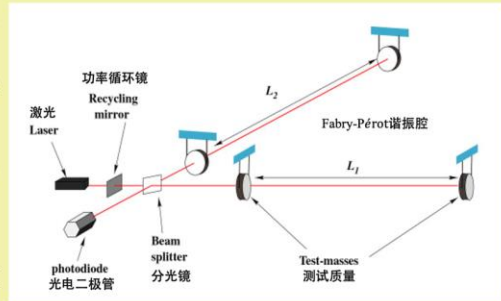 功率循环镜
Recycling
mirror
激光
Laser
L₂
Fabry-Pérot谐振腔
L₁
Beam
splitter
分光镜
photodiode
光电二极管
Test-masses
测试质量